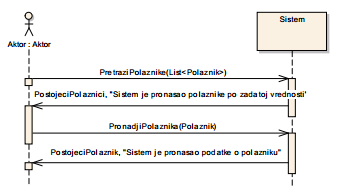 Sistem
Aktor : Aktor
PretraziPolaznike(List<Polaznik>)
PostojeciPolaznici, "Sistem je pronasao polaznike po zadatoj vrednosti"
PronadjiPolaznika(Polaznik)
PostojeciPolaznik, "Sistem je pronasao podatke o polazniku"